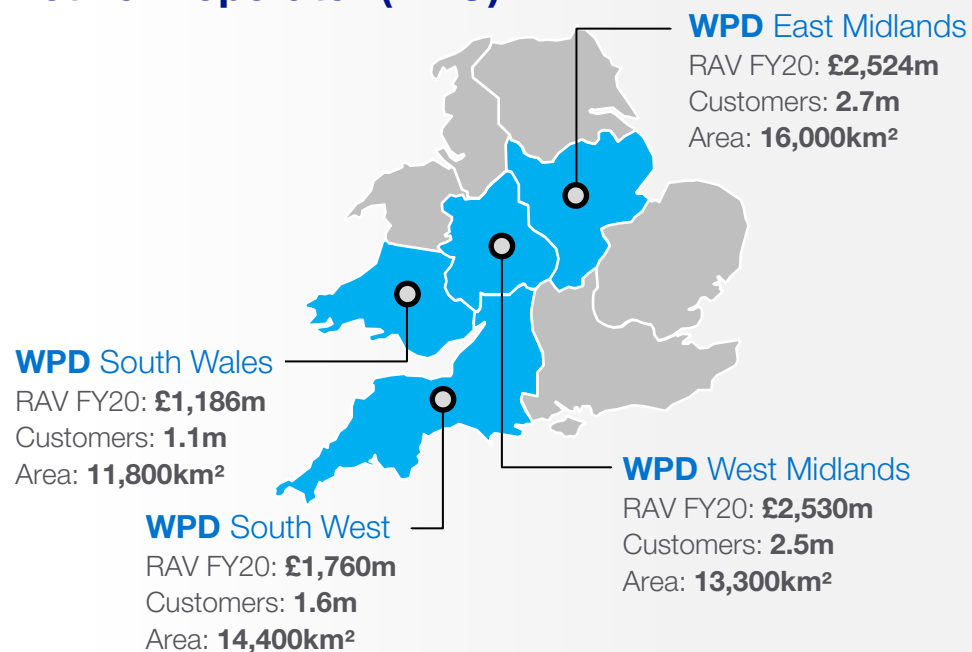 WPD East Midlands
RAV FY20: £2,524m
Customers: 2.7m
Area: 16,000km²
WPD South Wales
RAV FY20: £1,186m
Customers: 1.1m
Area: 11,800km²
WPD West Midlands
RAV FY20: £2,530m
Customers: 2.5m
Area: 13,300km²
WPD South West
RAV FY20: £1,760m
Customers: 1.6m
Area: 14,400km²